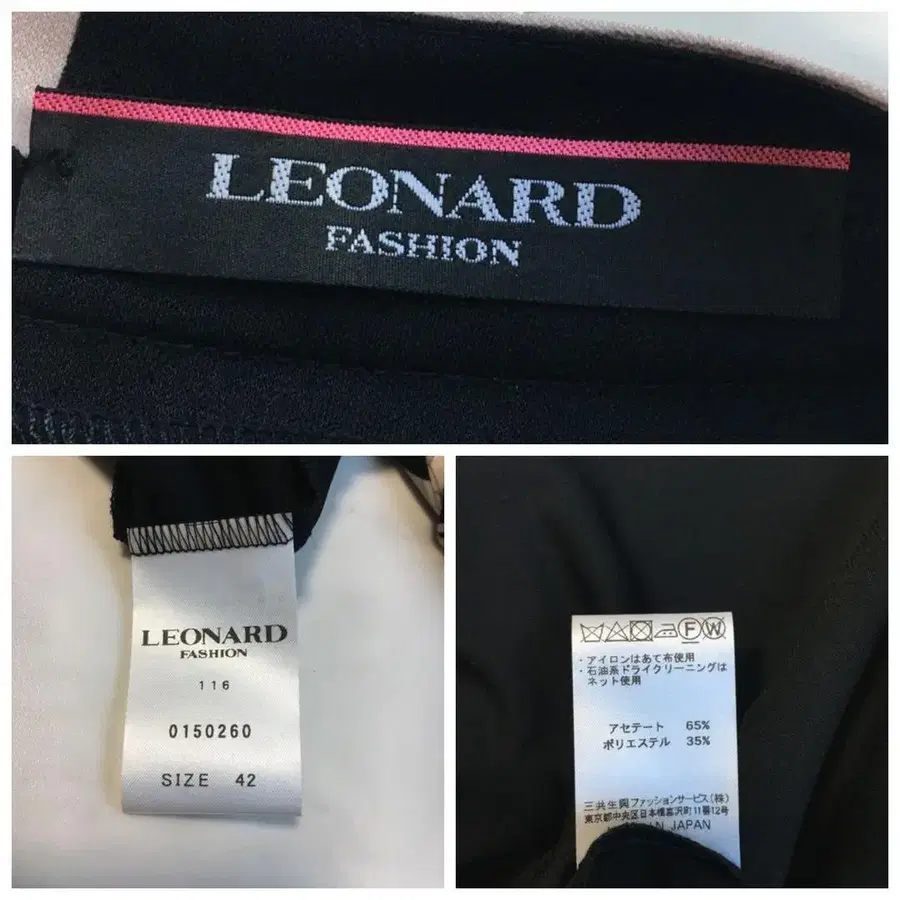 LEONARD
FASHION
LEONARD
FASHION
116
0150260
SIZE 42
F W
・アイロンはあて布使用
・石油系ドライクリーニングは
ネット使用
アセテート 65%
ポリエステル 35%
三共生興ファッションサービス(株)
東京都中央区日本橋富沢町11番12号
JAPAN